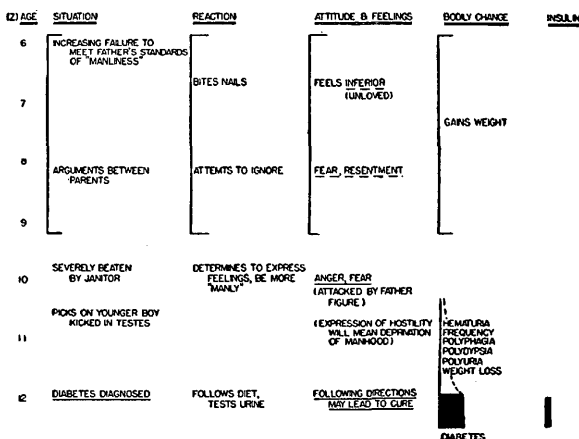 (2) AGE SITUATION REACTION ATTITUDE & FEELINGS BODILY CHANGE INSULIN
6 INCREASING FAILURE TO
MEET FATHER'S STANDARDS
OF "MANLINESS"
BITES NAILS FEELS INFERIOR
(UNLOVED)
7
GAINS WEIGHT
8
ARGUMENTS BETWEEN ATTEMTS TO IGNORE FEAR, RESENTMENT
PARENTS
9
SEVERELY BEATEN DETERMINES TO EXPRESS
10 BY JANITOR FEELINGS, BE MORE ANGER, FEAR
"MANLY" (ATTACKED BY FATHER
FIGURE)
PICKS ON YOUNGER BOY
KICKED IN TESTES (EXPRESSION OF HOSTILITY HEMATURIA
11 WILL MEAN DEPRIVATION FREQUENCY
OF MANHOOD) POLYPHAGIA
POLYDYPSIA
POLYURIA
WEIGHT LOSS
12 DIABETES DIAGNOSED FOLLOWS DIET, FOLLOWING DIRECTIONS
TESTS URINE MAY LEAD TO CURE
DIABETES